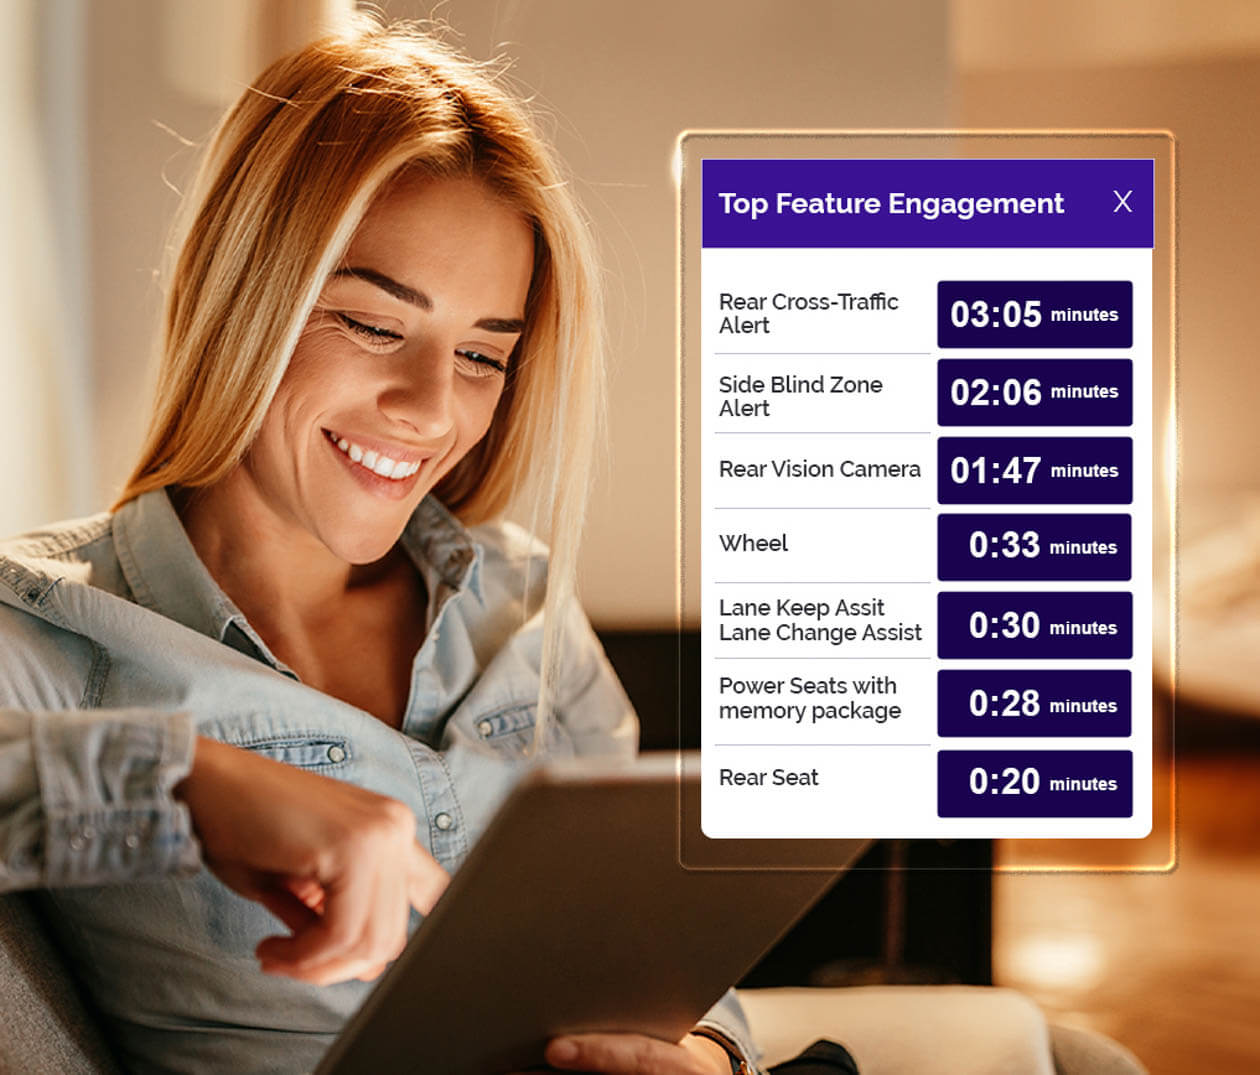 Top Feature Engagement X
Rear Cross-Traffic
Alert
03:05 minutes
Side Blind Zone
Alert
02:06 minutes
Rear Vision Camera
01:47 minutes
Wheel
0:33 minutes
Lane Keep Assit
Lane Change Assist
0:30 minutes
Power Seats with
memory package
0:28 minutes
Rear Seat
0:20 minutes